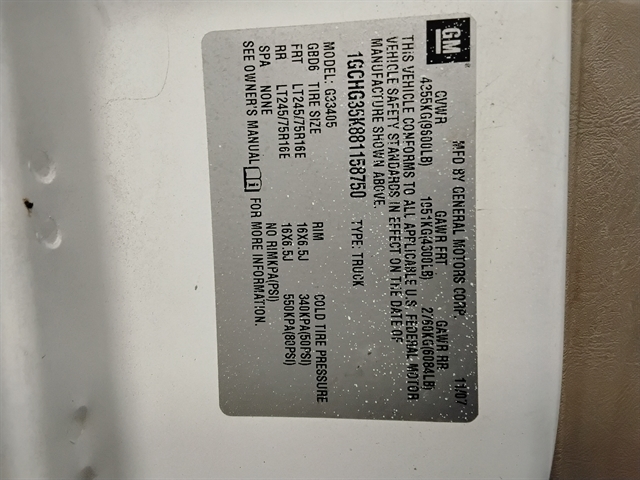 GM
MFD BY GENERAL MOTORS CORP. 11/07
GVWR GAWR FRT GAWR RR
4355KG(9600LB) 1951KG(4300LB) 2760KG(6084LB)
THIS VEHICLE CONFORMS TO ALL APPLICABLE U.S. FEDERAL MOTOR
VEHICLE SAFETY STANDARDS IN EFFECT ON THE DATE OF
MANUFACTURE SHOWN ABOVE.
1GCHG35K881158750 TYPE: TRUCK
MODEL: G33405
GBD6 TIRE SIZE RIM COLD TIRE PRESSURE
FRT LT245/75R16E 16X6.5J 340KPA(50PSI)
RR LT245/75R16E 16X6.5J 550KPA(80PSI)
SPA NONE NO RIMKPA(PSI)
SEE OWNER'S MANUAL FOR MORE INFORMATION.